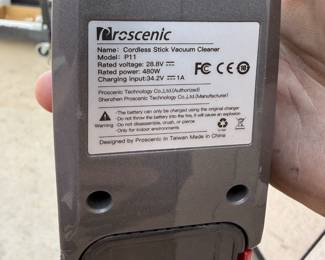 Proscenic
Name: Cordless Stick Vacuum Cleaner
Model: P11
Rated voltage: 28.8V
Rated power: 480W
Charging input: 34.2V 1A
FC CE
Proscenic Technology Co.,Ltd.(Authorized)
Shenzhen Proscenic Technology Co.,Ltd.(Manufacturer)
-The battery can only be charged using the original charger
-Do not throw the battery into the fire, it will cause an explosion
-Do not disassemble, crush, or pierce
-Only for indoor environments
Warning
Designed by Proscenic in Taiwan Made in China